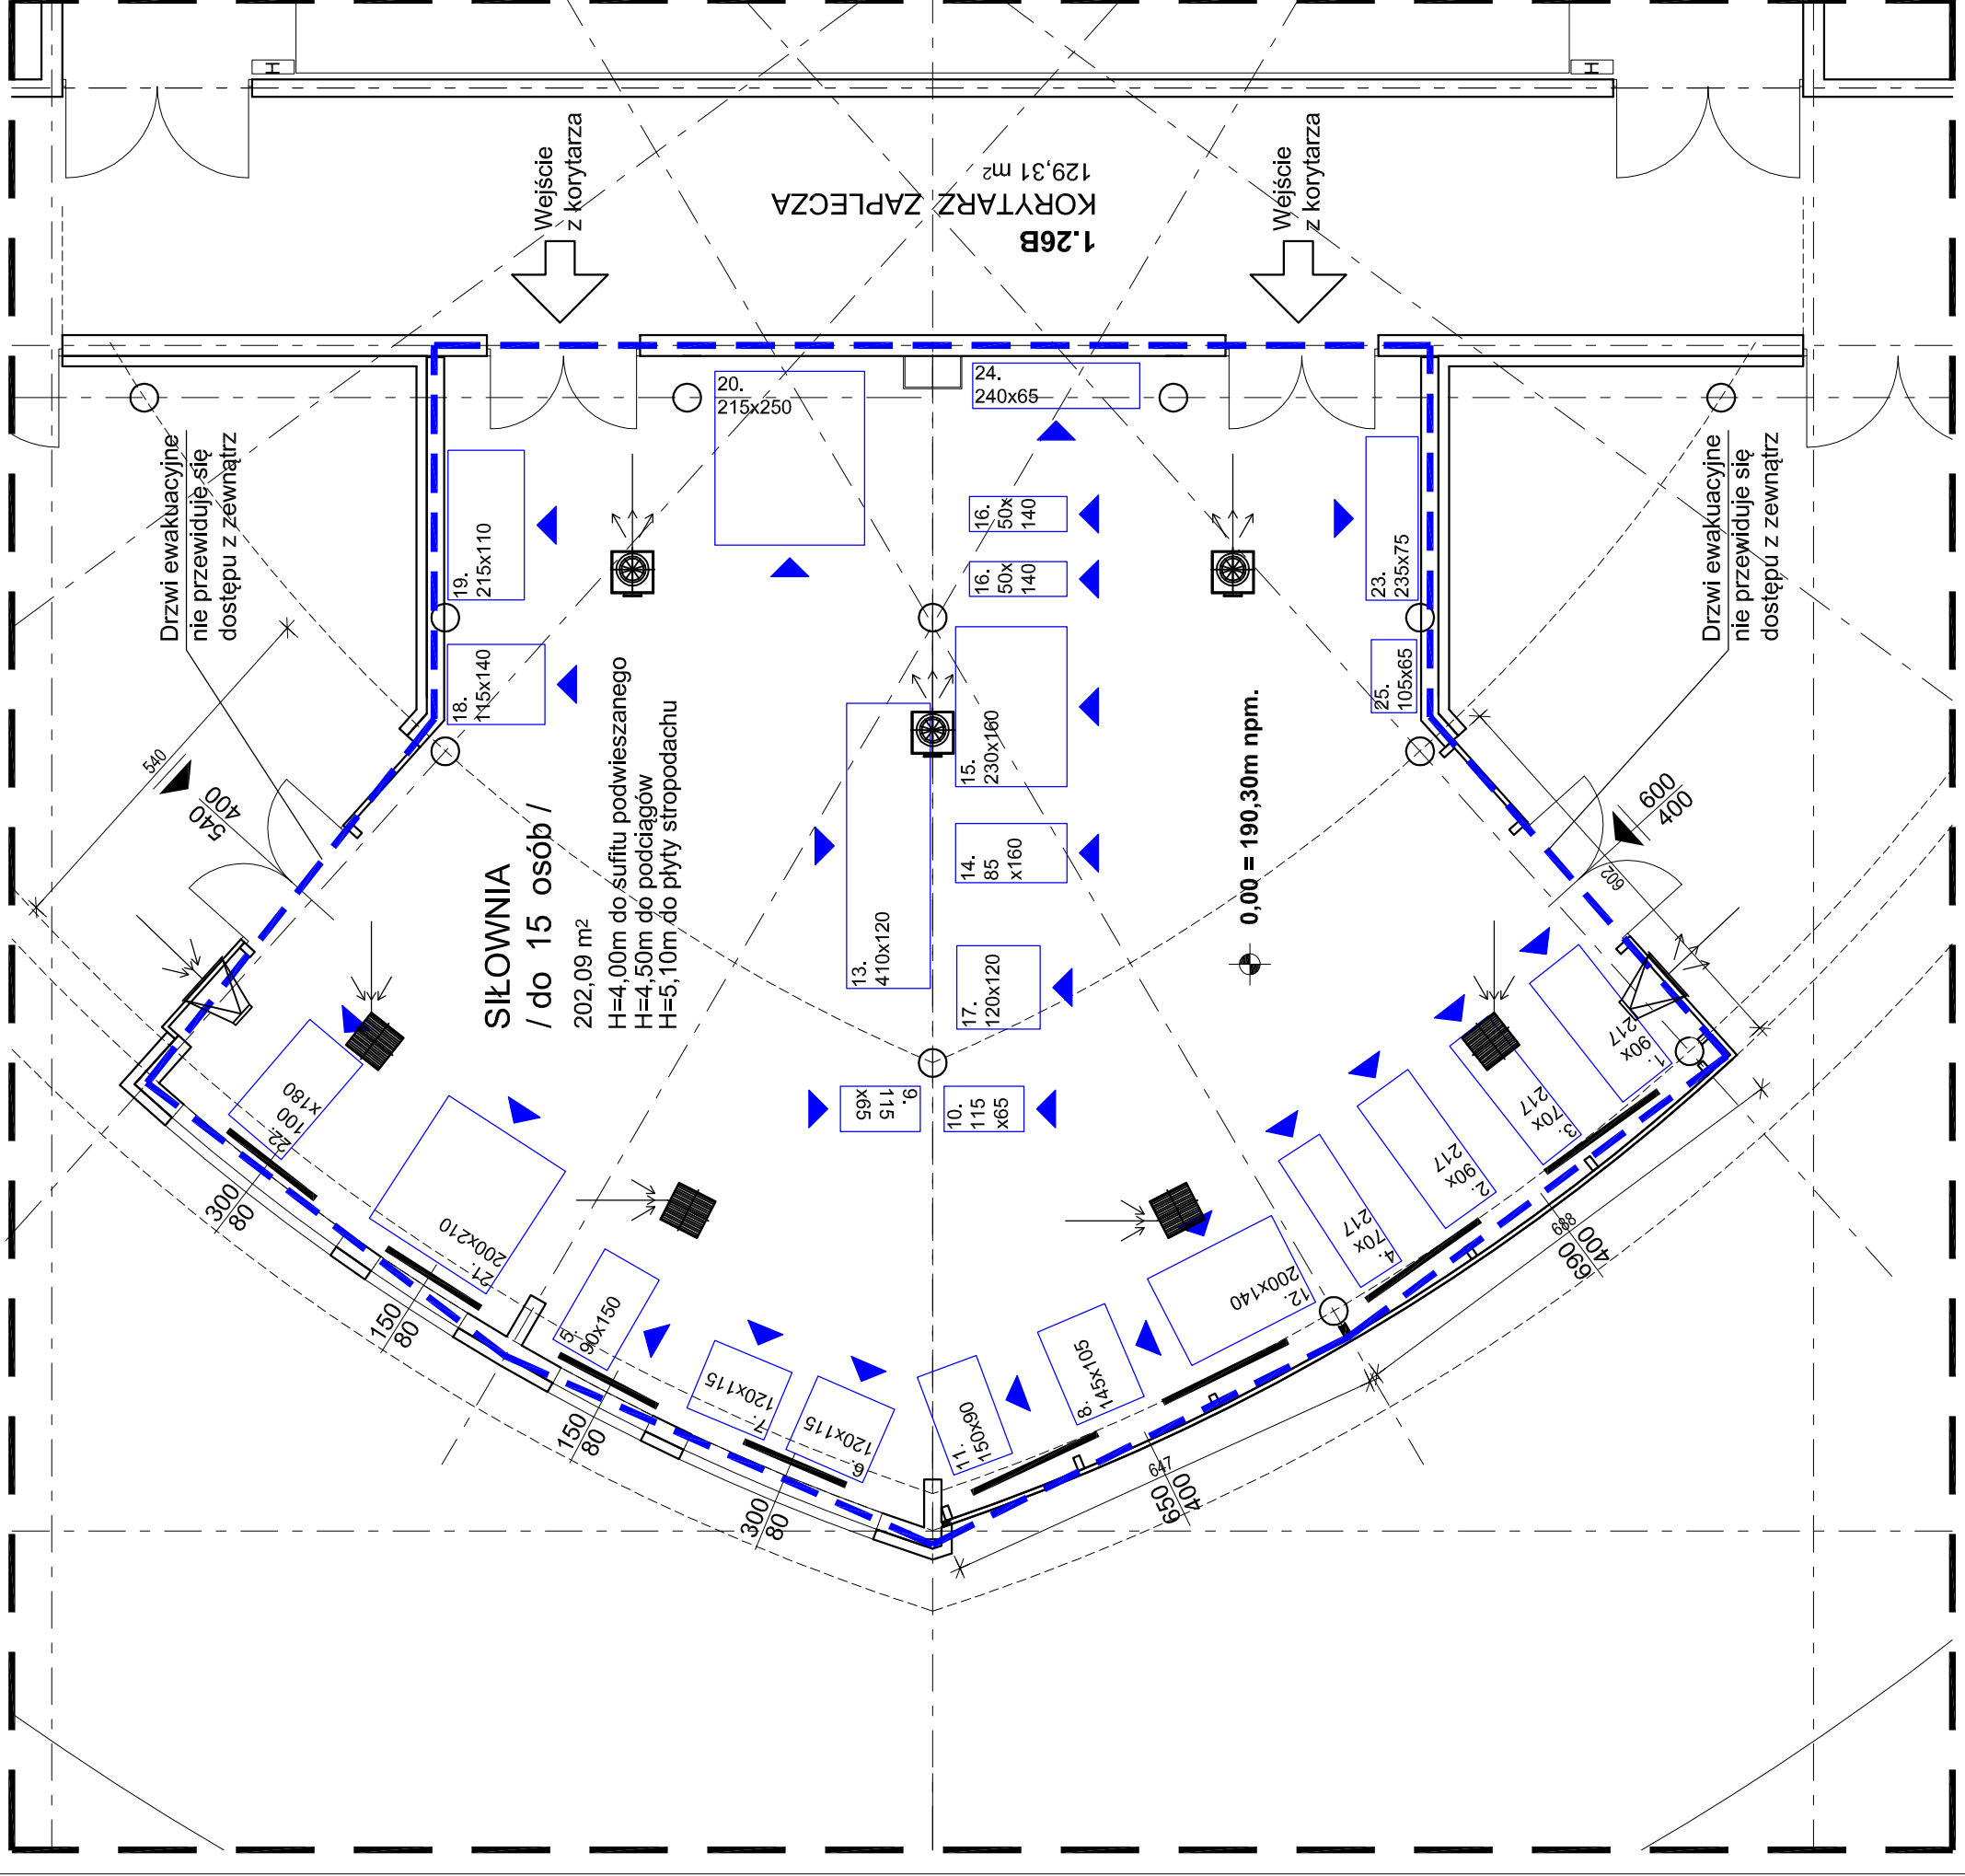 H
H
Wejście
z korytarza
Wejście
z korytarza
1.26B
KORYTARZ ZAPLECZA
129,31 m²
Drzwi ewakuacyjne
nie przewiduje się
dostępu z zewnątrz
Drzwi ewakuacyjne
nie przewiduje się
dostępu z zewnątrz
20.
215x250
24.
240x65
19.
215x110
16.
50x
140
16.
50x
140
23.
235x75
18.
115x140
25.
105x65
15.
230x160
13.
410x120
14.
85
x160
17.
120x120
SIŁOWNIA
/ do 15 osób /
202,09 m²
H=4,00m do sufitu podwieszanego
H=4,50m do podciągów
H=5,10m do płyty stropodachu
0,00 = 190,30m npm.
540
540
400
600
400
602
22.
100
x180
21.
200x210
9.
115
x65
10.
115
x65
1.
90x
217
3.
70x
217
2.
90x
217
4.
70x
217
12.
200x140
5.
90x150
7.
120x115
6.
120x115
11.
150x90
8.
145x105
300
80
150
80
150
80
300
80
647
650
400
688
690
400